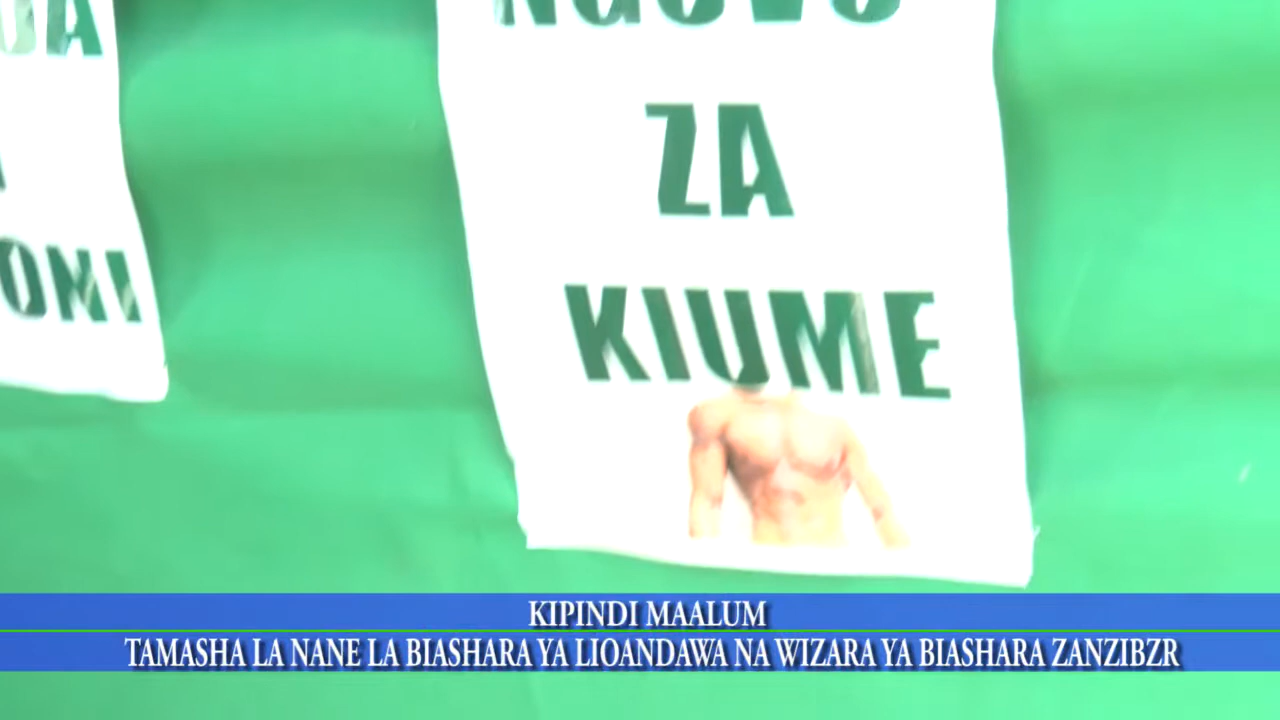 ZA
KIUME
KIPINDI MAALUM
TAMASHA LA NANE LA BIASHARA YA LIOANDAWA NA WIZARA YA BIASHARA ZANZIBZR